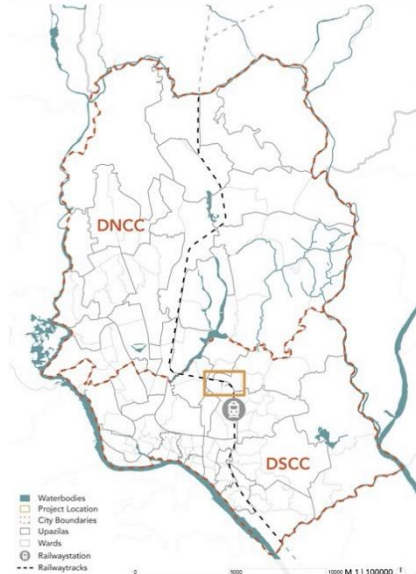 DNCC
DSCC
Waterbodies
Project Location
City Boundaries
Upazilas
Wards
Railwaystation
Railwaytracks
0 5000 10000 M 1 | 100000